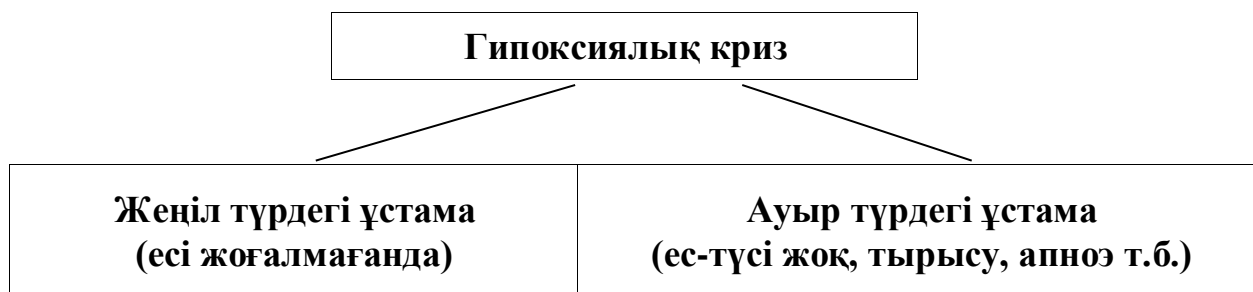 Гипоксиялық криз
Жеңіл түрдегі ұстама
(есі жоғалмағанда)
Ауыр түрдегі ұстама
(ес-түсі жоқ, тырысу, апноэ т.б.)